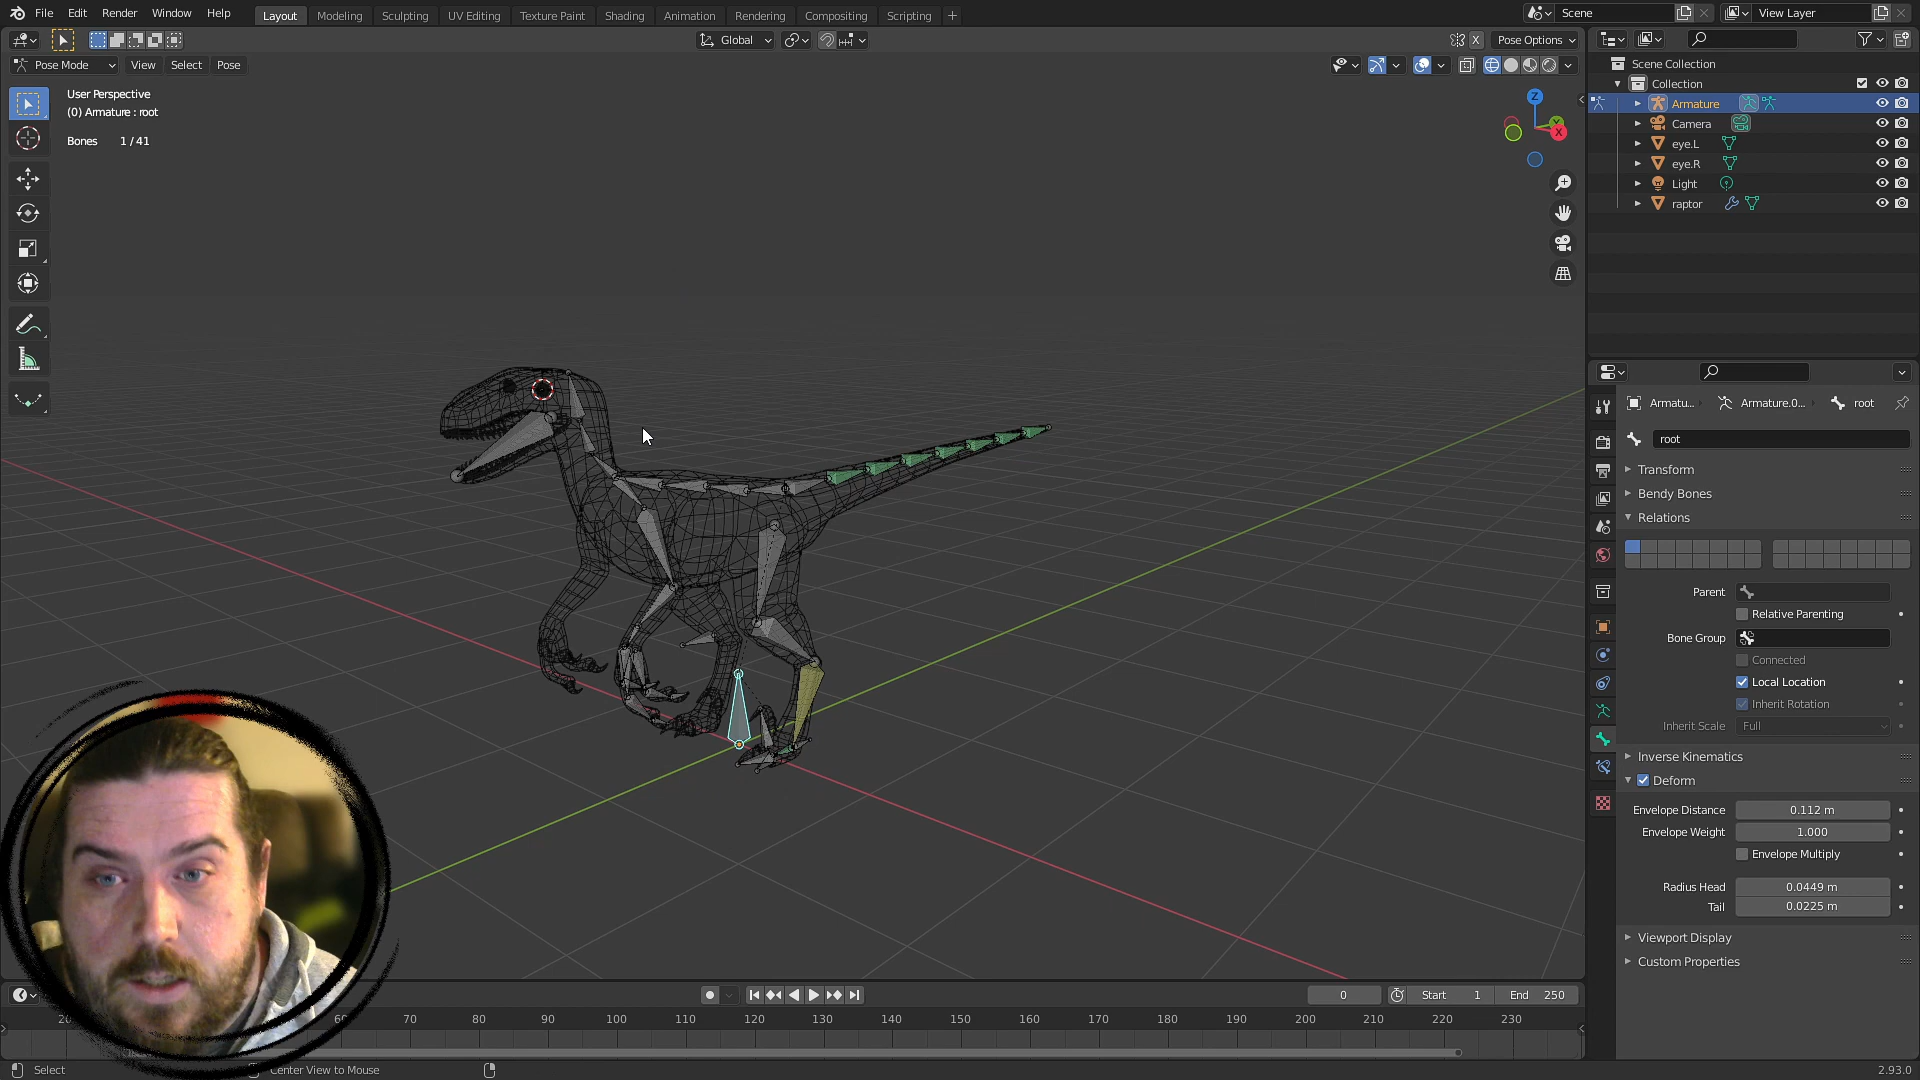 File Edit Render Window Help
Layout Modeling Sculpting UV Editing Texture Paint Shading Animation Rendering Compositing Scripting
Scene
View Layer
Global
X
Pose Options
Pose Mode View Select Pose
User Perspective
(0) Armature : root
Bones 1 / 41
Z
Y
X
Scene Collection
Collection
Armature
Camera
eye.L
eye.R
Light
raptor
Armatu... Armature.0... root
root
Transform
Bendy Bones
Relations
Parent
Relative Parenting
Bone Group
Connected
Local Location
Inherit Rotation
Inherit Scale Full
Inverse Kinematics
Deform
Envelope Distance 0.112 m
Envelope Weight 1.000
Envelope Multiply
Radius Head 0.0449 m
Tail 0.0225 m
Viewport Display
Custom Properties
0 Start 1 End 250
20 60 70 80 90 100 110 120 130 140 150 160 170 180 190 200 210 220 230
Select Center View to Mouse 2.93.0